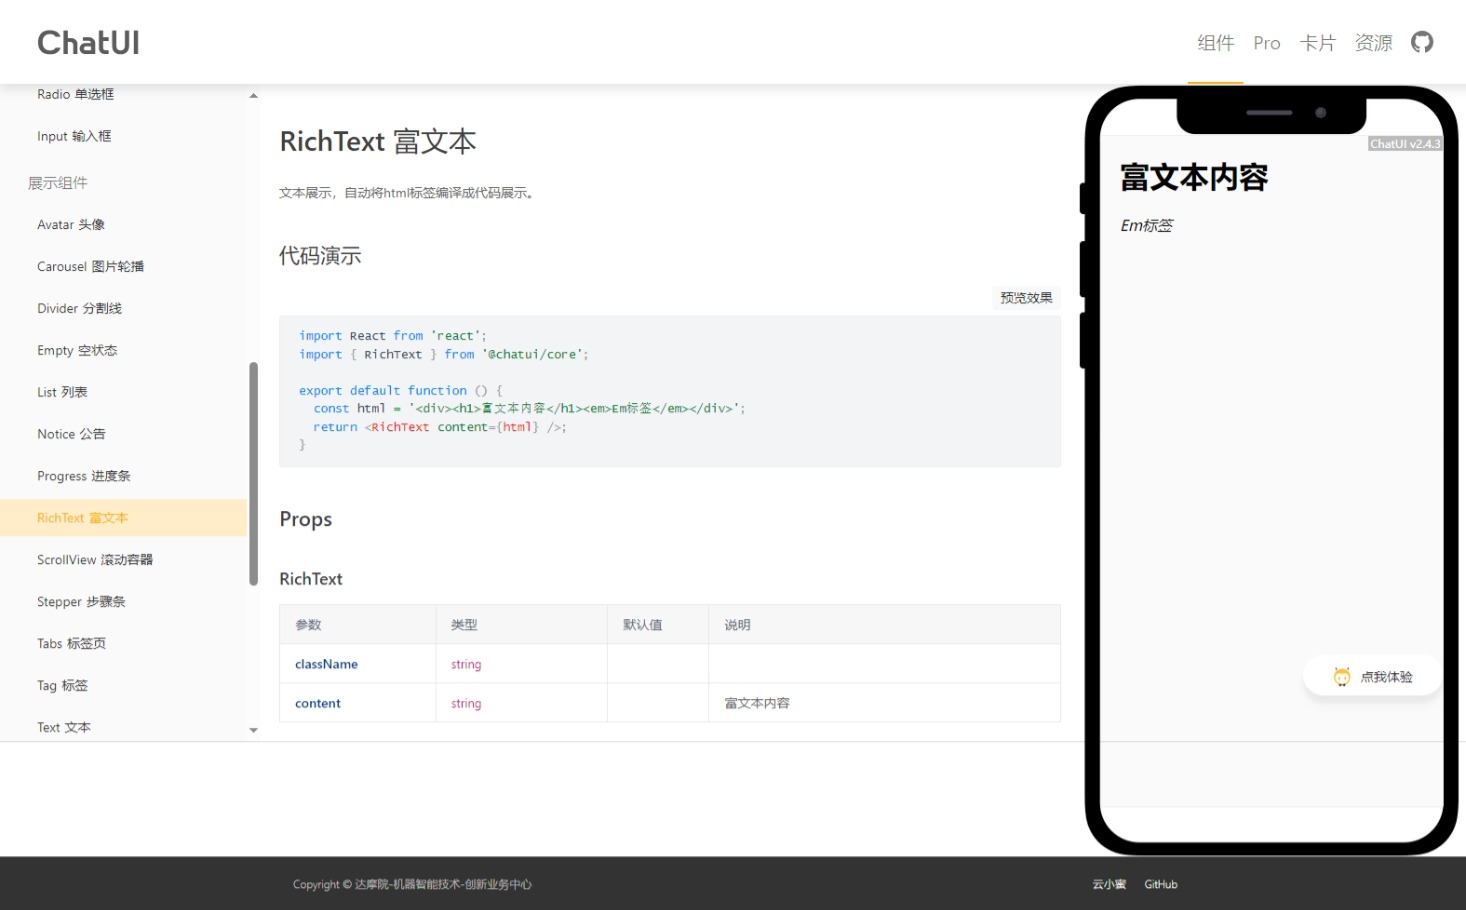 ChatUI
组件 Pro 卡片 资源
Radio 单选框
Input 输入框
展示组件
Avatar 头像
Carousel 图片轮播
Divider 分割线
Empty 空状态
List 列表
Notice 公告
Progress 进度条
RichText 富文本
ScrollView 滚动容器
Stepper 步骤条
Tabs 标签页
Tag 标签
Text 文本
RichText 富文本
文本展示，自动将html标签编译成代码展示。
代码演示
预览效果
import React from 'react';
import { RichText } from '@chatui/core';
export default function () {
const html = '<div><h1>富文本内容</h1><em>Em标签</em></div>';
return <RichText content={html} />;
}
Props
RichText
参数 类型 默认值 说明
className string
content string 富文本内容
ChatUI v2.4.3
富文本内容
Em标签
点我体验
Copyright © 达摩院-机器智能技术-创新业务中心
云小蜜 GitHub